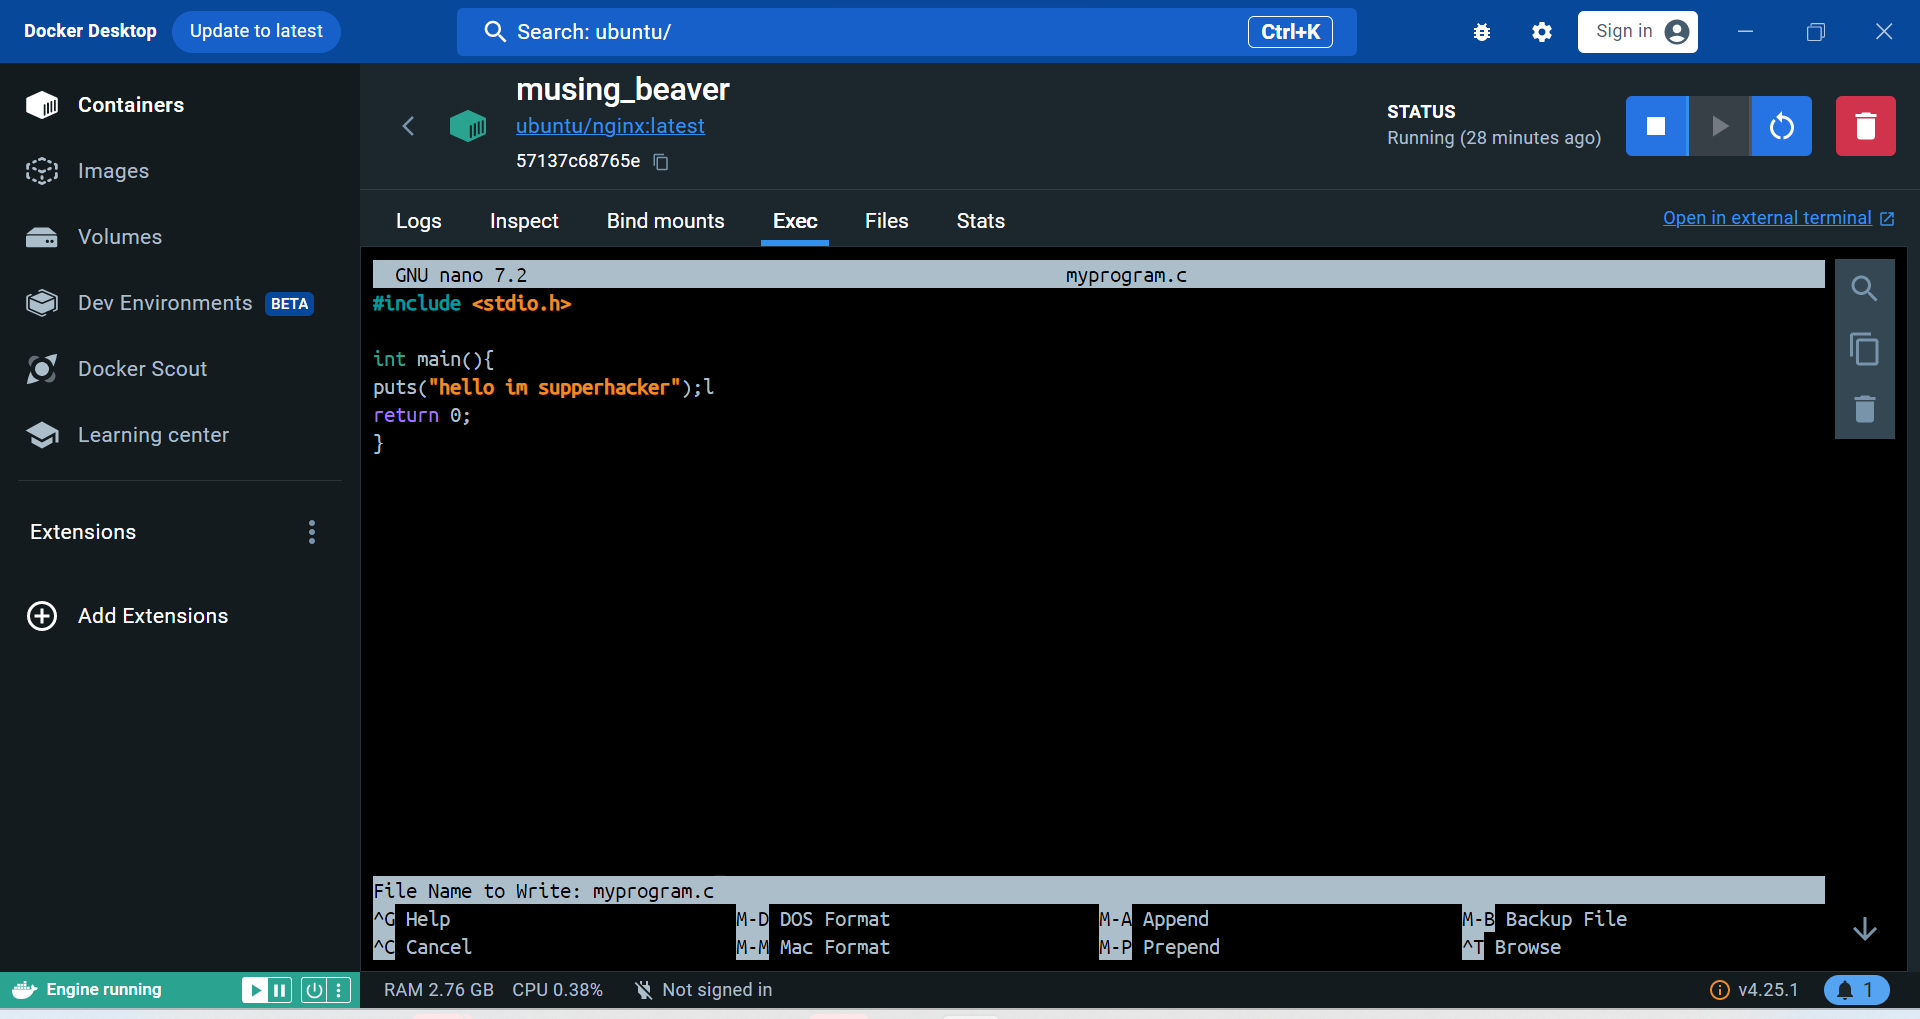 Docker Desktop
Update to latest
Search: ubuntu/
Ctrl+K
Sign in
Containers
Images
Volumes
Dev Environments
BETA
Docker Scout
Learning center
Extensions
Add Extensions
musing_beaver
ubuntu/nginx:latest
57137c68765e
STATUS
Running (28 minutes ago)
Logs
Inspect
Bind mounts
Exec
Files
Stats
Open in external terminal
GNU nano 7.2 myprogram.c
#include <stdio.h>
int main(){
puts("hello im supperhacker");l
return 0;
}
File Name to Write: myprogram.c
^G Help M-D DOS Format M-A Append M-B Backup File
^C Cancel M-M Mac Format M-P Prepend ^T Browse
Engine running
RAM 2.76 GB
CPU 0.38%
Not signed in
v4.25.1
1